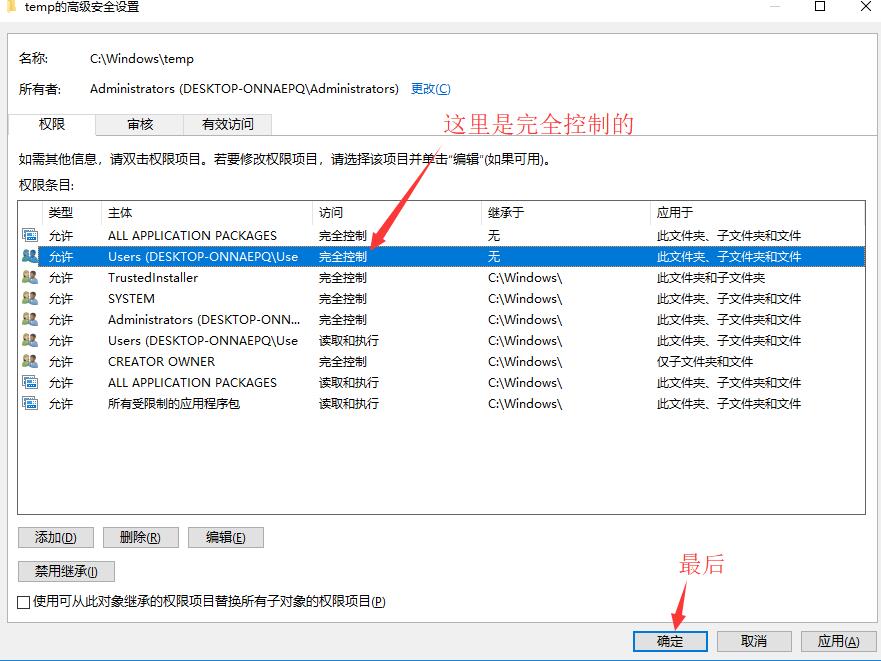 temp的高级安全设置
名称: C:\Windows\temp
所有者: Administrators (DESKTOP-ONNAEPQ\Administrators) 更改(C)
权限 审核 有效访问
这里是完全控制的
如需其他信息，请双击权限项目。若要修改权限项目，请选择该项目并单击“编辑”(如果可用)。
权限条目:
类型 主体 访问 继承于 应用于
允许 ALL APPLICATION PACKAGES 完全控制 无 此文件夹、子文件夹和文件
允许 Users (DESKTOP-ONNAEPQ\Use 完全控制 无 此文件夹、子文件夹和文件
允许 TrustedInstaller 完全控制 C:\Windows\ 此文件夹和子文件夹
允许 SYSTEM 完全控制 C:\Windows\ 此文件夹、子文件夹和文件
允许 Administrators (DESKTOP-ONN... 完全控制 C:\Windows\ 此文件夹、子文件夹和文件
允许 Users (DESKTOP-ONNAEPQ\Use 读取和执行 C:\Windows\ 此文件夹、子文件夹和文件
允许 CREATOR OWNER 完全控制 C:\Windows\ 仅子文件夹和文件
允许 ALL APPLICATION PACKAGES 读取和执行 C:\Windows\ 此文件夹、子文件夹和文件
允许 所有受限制的应用程序包 读取和执行 C:\Windows\ 此文件夹、子文件夹和文件
添加(D) 删除(R) 编辑(E)
禁用继承(I)
最后
使用可从此对象继承的权限项目替换所有子对象的权限项目(P)
确定 取消 应用(A)